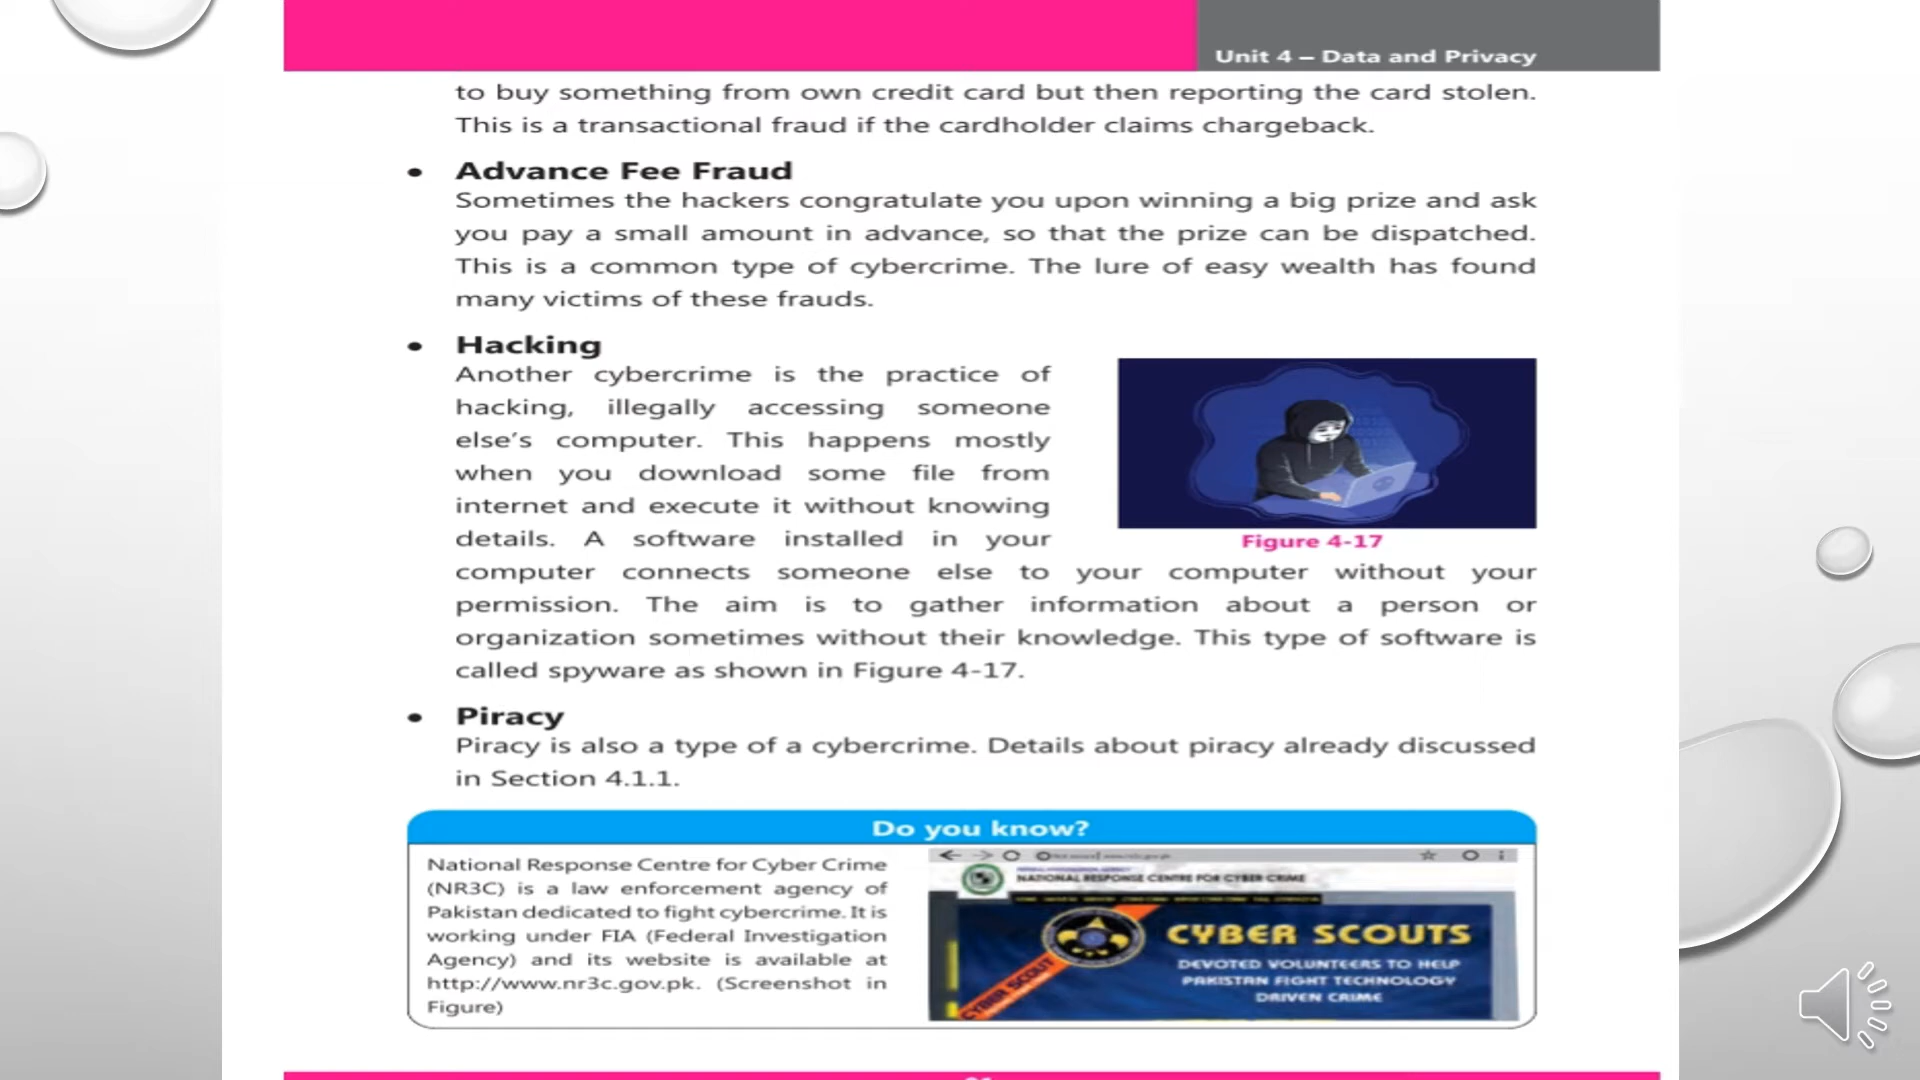 Unit 4 – Data and Privacy
to buy something from own credit card but then reporting the card stolen.
This is a transactional fraud if the cardholder claims chargeback.
• Advance Fee Fraud
Sometimes the hackers congratulate you upon winning a big prize and ask
you pay a small amount in advance, so that the prize can be dispatched.
This is a common type of cybercrime. The lure of easy wealth has found
many victims of these frauds.
• Hacking
Another cybercrime is the practice of
hacking, illegally accessing someone
else’s computer. This happens mostly
when you download some file from
internet and execute it without knowing
details. A software installed in your
Figure 4-17
computer connects someone else to your computer without your
permission. The aim is to gather information about a person or
organization sometimes without their knowledge. This type of software is
called spyware as shown in Figure 4-17.
• Piracy
Piracy is also a type of a cybercrime. Details about piracy already discussed
in Section 4.1.1.
Do you know?
National Response Centre for Cyber Crime
(NR3C) is a law enforcement agency of
Pakistan dedicated to fight cybercrime. It is
working under FIA (Federal Investigation
Agency) and its website is available at
http://www.nr3c.gov.pk. (Screenshot in
Figure)
NATIONAL RESPONSE CENTRE FOR CYBER CRIME
CYBER SCOUTS
DEVOTED VOLUNTEERS TO HELP
PAKISTAN FIGHT TECHNOLOGY
DRIVEN CRIME
CYBER SCOUT